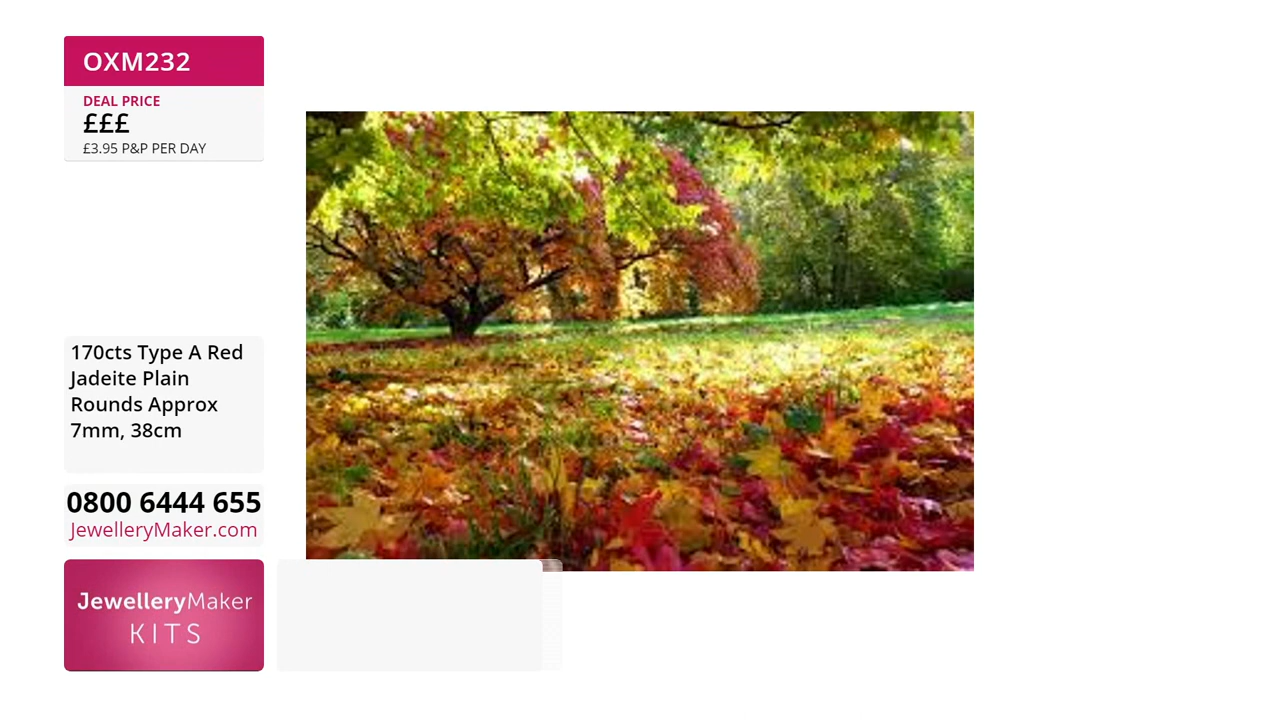 OXM232
DEAL PRICE
£££
£3.95 P&P PER DAY
170cts Type A Red
Jadeite Plain
Rounds Approx
7mm, 38cm
0800 6444 655
JewelleryMaker.com
JewelleryMaker
KITS